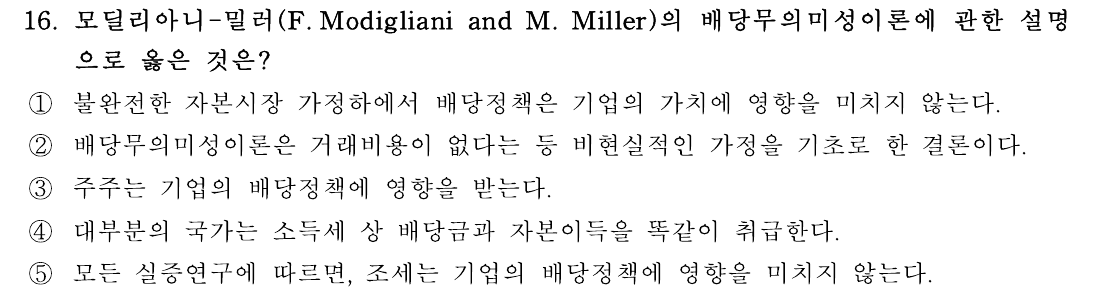 16. 모딜리아니-밀러(F. Modigliani and M. Miller)의 배당무의미성이론에 관한 설명
으로 옳은 것은?
① 불완전한 자본시장 가정하에서 배당정책은 기업의 가치에 영향을 미치지 않는다.
② 배당무의미성이론은 거래비용이 없다는 등 비현실적인 가정을 기초로 한 결론이다.
③ 주주는 기업의 배당정책에 영향을 받는다.
④ 대부분의 국가는 소득세 상 배당금과 자본이득을 똑같이 취급한다.
⑤ 모든 실증연구에 따르면, 조세는 기업의 배당정책에 영향을 미치지 않는다.